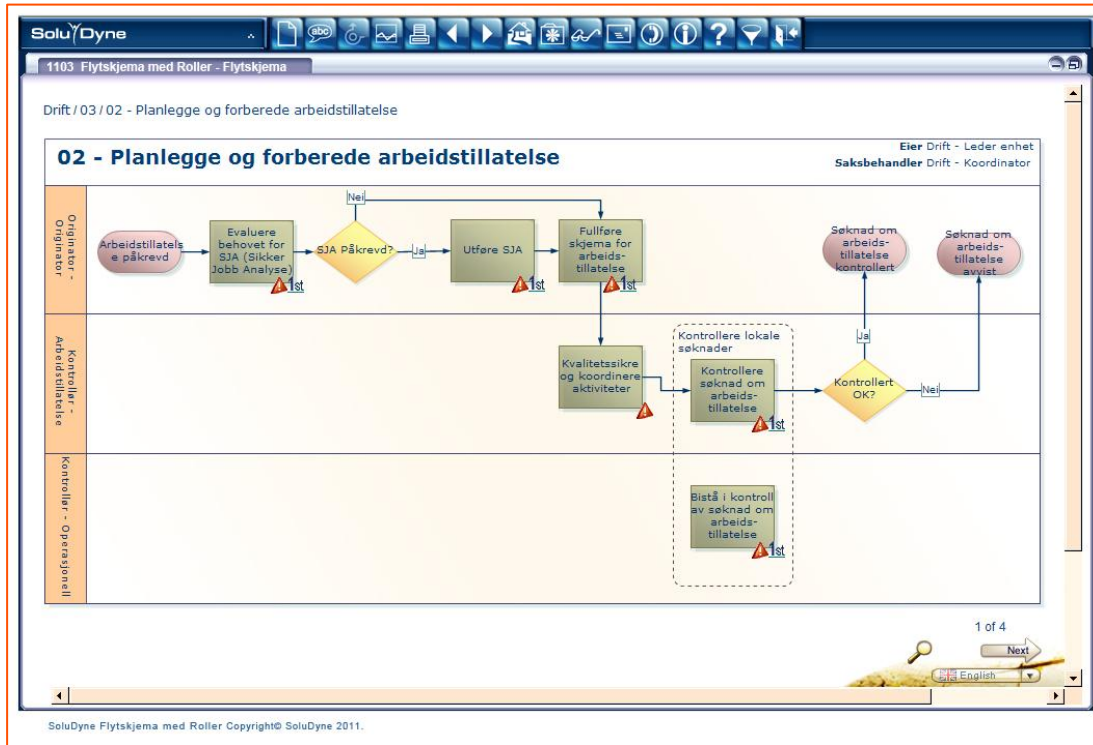 SoluDyne
abc
1103 Flytskjema med Roller - Flytskjema
Drift / 03 / 02 - Planlegge og forberede arbeidstillatelse
02 - Planlegge og forberede arbeidstillatelse
Eier Drift - Leder enhet
Saksbehandler Drift - Koordinator
Originator -
Originator
Arbeidstillatels
e påkrevd
Evaluere
behovet for
SJA (Sikker
Jobb Analyse)
1st
SJA Påkrevd?
Nei
Ja
Utføre SJA
1st
Fullføre
skjema for
arbeids-
tillatelse
1st
Søknad om
arbeids-
tillatelse
kontrollert
Søknad om
arbeids-
tillatelse
avvist
Kontrollør -
Arbeidstillatelse
Kvalitetssikre
og koordinere
aktiviteter
Kontrollere lokale
søknader
Kontrollere
søknad om
arbeids-
tillatelse
1st
Kontrollert
OK?
Ja
Nei
Kontrollør - Operasjonell
Bistå i kontroll
av søknad om
arbeids-
tillatelse
1st
1 of 4
Next
English
SoluDyne Flytskjema med Roller Copyright© SoluDyne 2011.